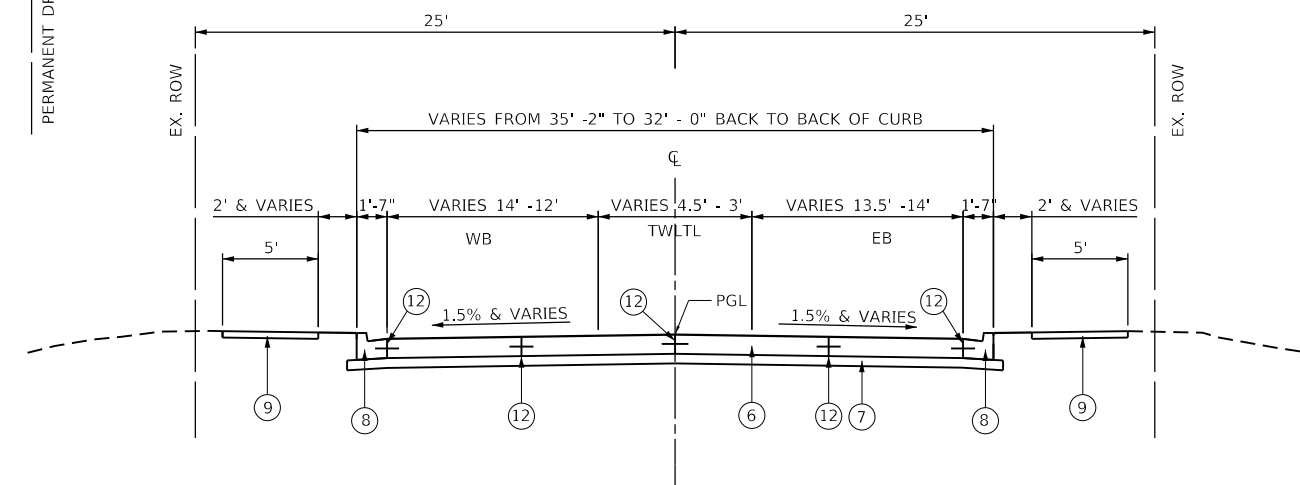 PERMANENT DE
25'
25'
EX. ROW
EX. ROW
VARIES FROM 35' -2" TO 32' - 0" BACK TO BACK OF CURB
℄
2' & VARIES
1'-7"
VARIES 14' -12'
VARIES 4.5' - 3'
VARIES 13.5' -14'
1'-7"
2' & VARIES
WB
TWLTL
EB
5'
5'
12
12
PGL
12
1.5% & VARIES
1.5% & VARIES
9
8
12
6
12
7
8
9